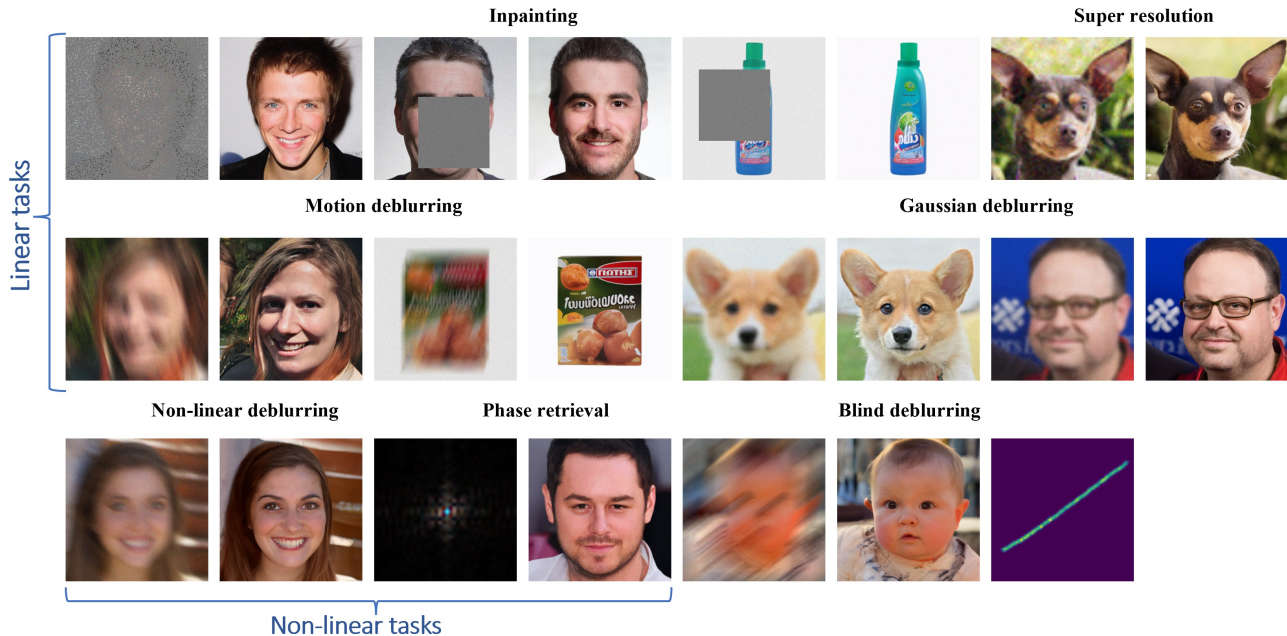 Inpainting
Super resolution
Linear tasks
Motion deblurring
Gaussian deblurring
Non-linear deblurring
Phase retrieval
Blind deblurring
Non-linear tasks